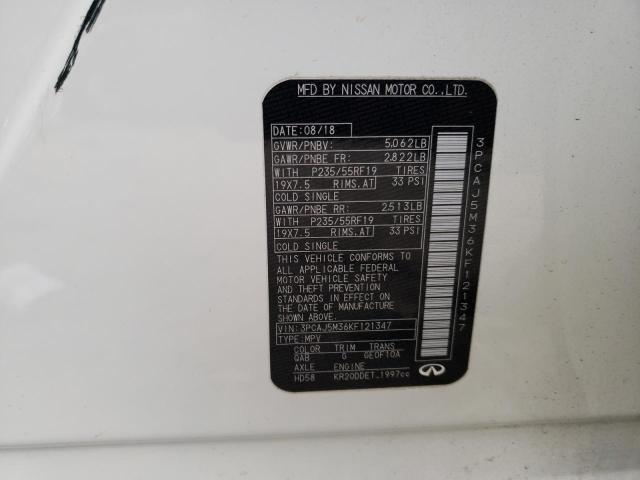 MFD BY NISSAN MOTOR CO.,LTD.
DATE: 08/18
GVWR/PNBV: 5,062LB
GAWR/PNBE FR: 2,822LB
WITH P235/55RF19 TIRES
19X7.5 RIMS.AT 33 PSI
COLD SINGLE
GAWR/PNBE RR: 2,513LB
WITH P235/55RF19 TIRES
19X7.5 RIMS.AT 33 PSI
COLD SINGLE
THIS VEHICLE CONFORMS TO
ALL APPLICABLE FEDERAL
MOTOR VEHICLE SAFETY
AND THEFT PREVENTION
STANDARDS IN EFFECT ON
THE DATE OF MANUFACTURE
SHOWN ABOVE.
VIN: 3PCAJ5M36KF121347
TYPE: MPV
COLOR TRIM TRANS
QAB G GE0F10A
AXLE ENGINE
HD58 KR20DDET 1997cc
3PCAJ5M36KF121347